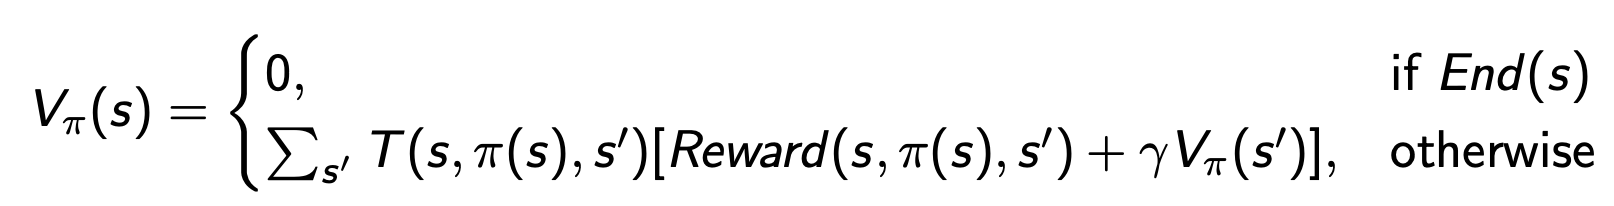 V_π(s) = { 0, if End(s)
∑_{s′} T(s, π(s), s′)[Reward(s, π(s), s′) + γV_π(s′)], otherwise